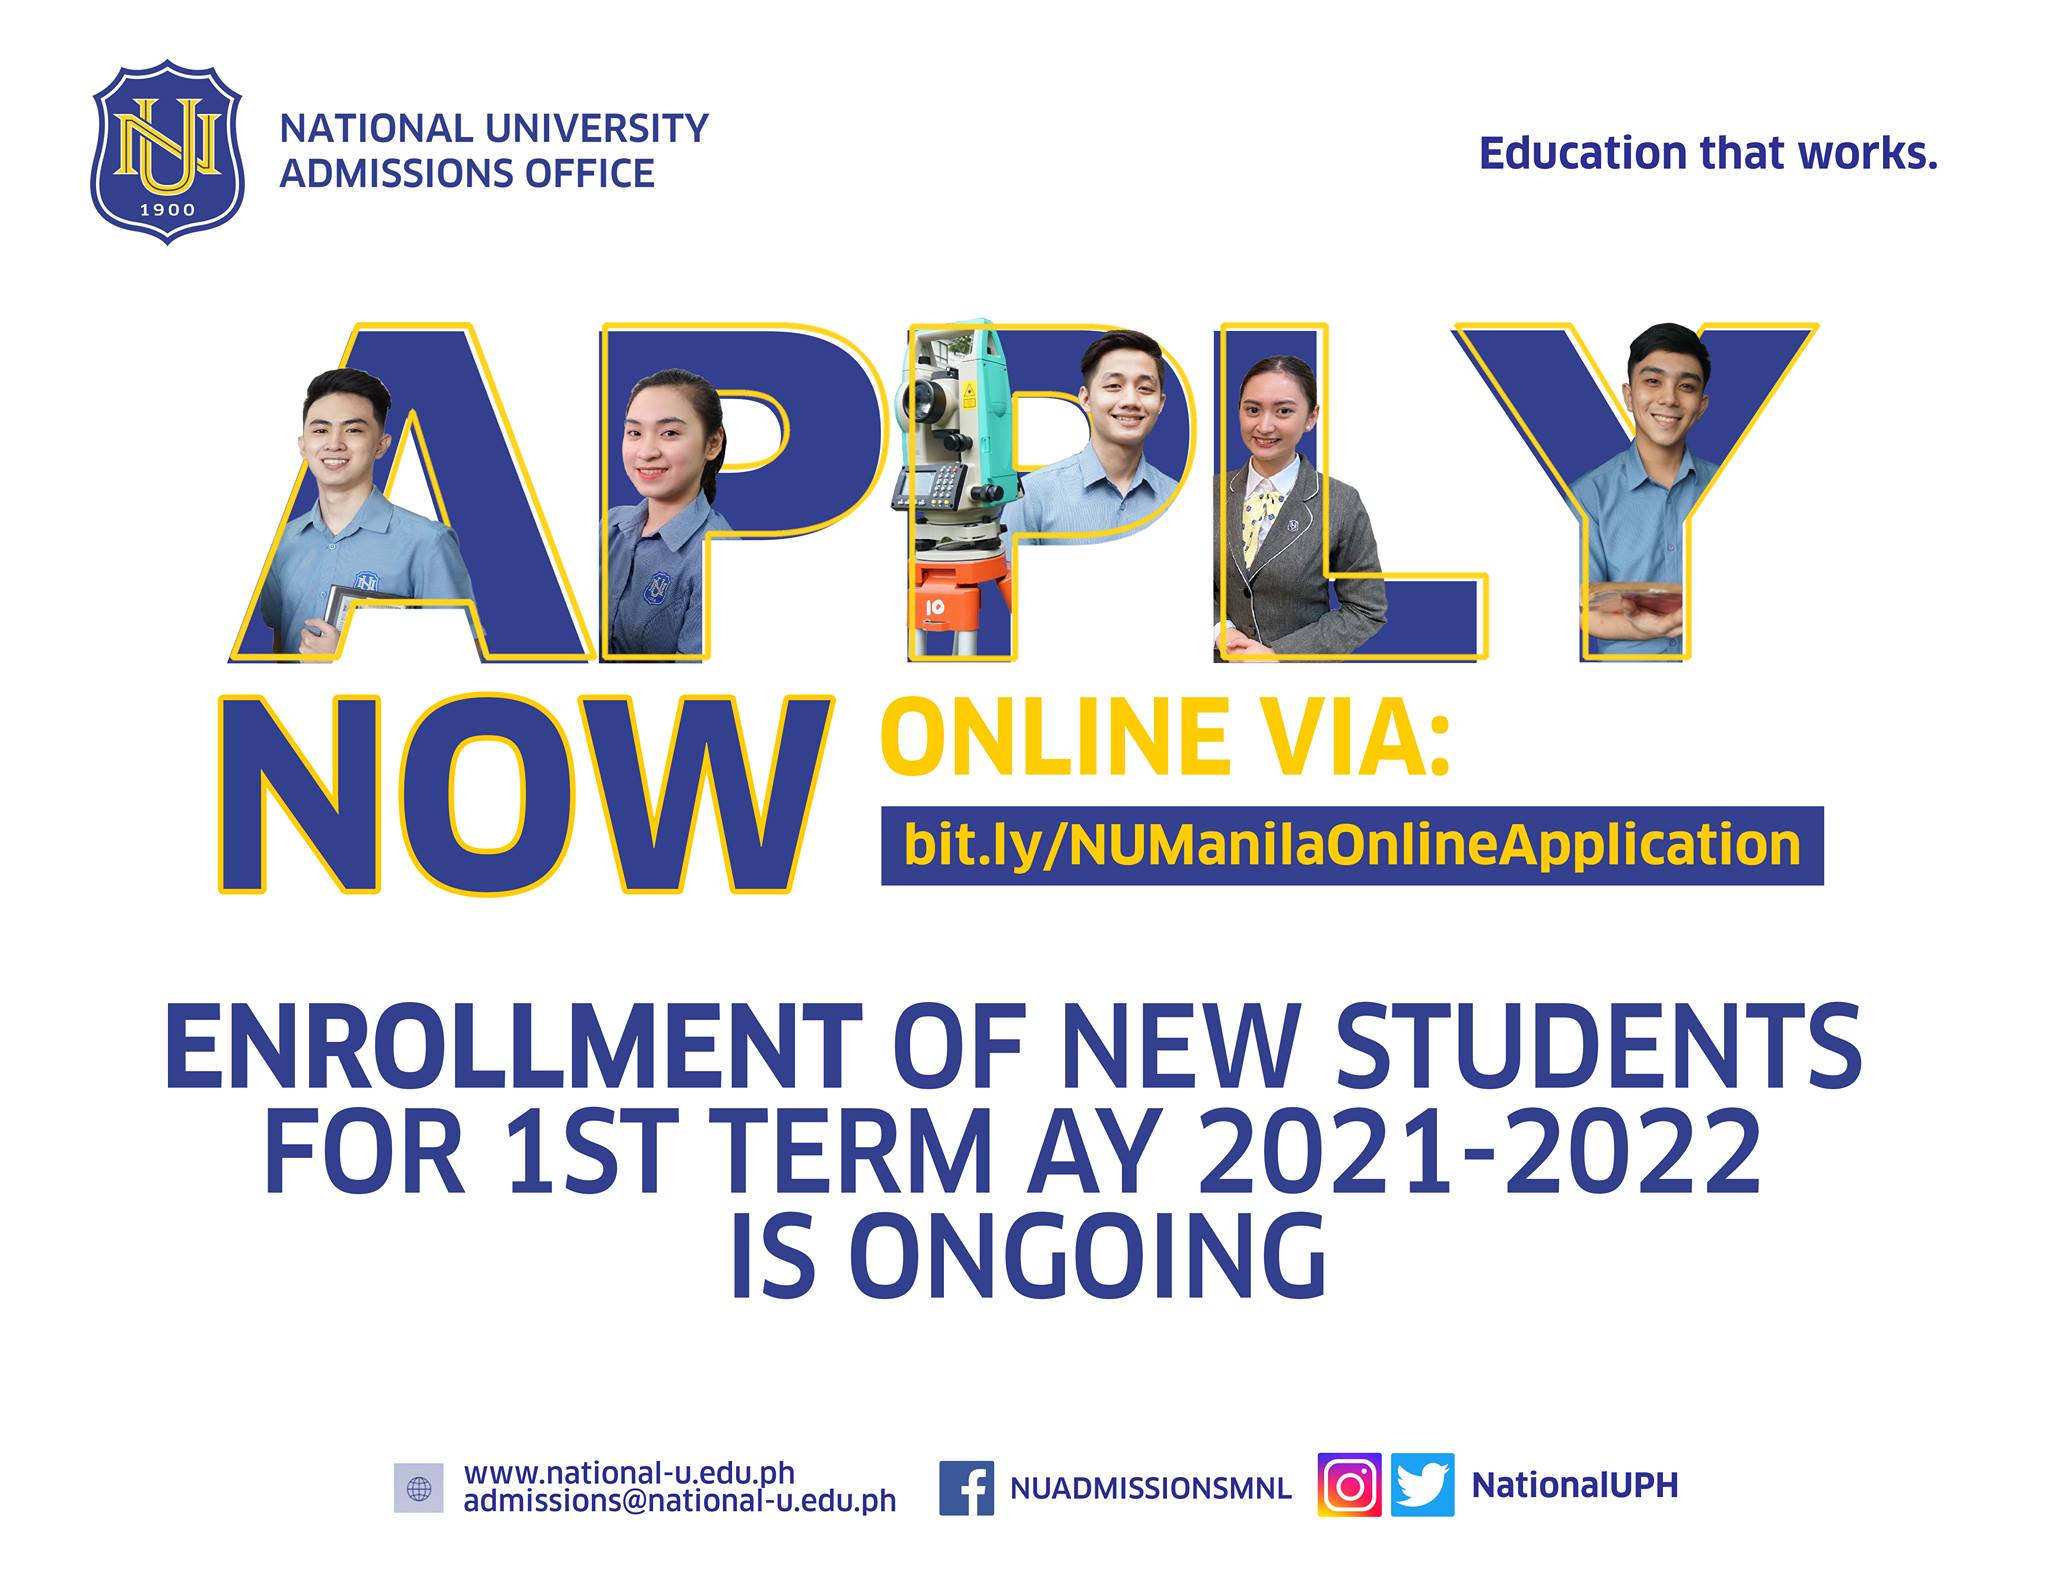 NU
1900
NATIONAL UNIVERSITY
ADMISSIONS OFFICE
Education that works.
APPLY
10
NU
NOW
ONLINE VIA:
bit.ly/NUManilaOnlineApplication
ENROLLMENT OF NEW STUDENTS
FOR 1ST TERM AY 2021-2022
IS ONGOING
www.national-u.edu.ph
admissions@national-u.edu.ph
NUADMISSIONSMNL
NationalUPH